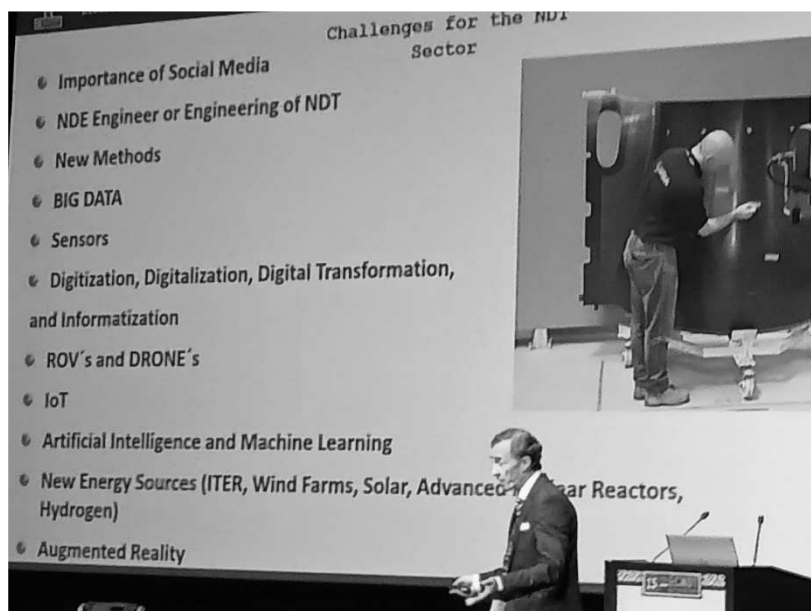 Challenges for the NDT
Sector
Importance of Social Media
NDE Engineer or Engineering of NDT
New Methods
BIG DATA
Sensors
Digitization, Digitalization, Digital Transformation,
and Informatization
ROV´s and DRONE´s
IoT
Artificial Intelligence and Machine Learning
New Energy Sources (ITER, Wind Farms, Solar, Advanced Reactors,
Hydrogen)
Augmented Reality